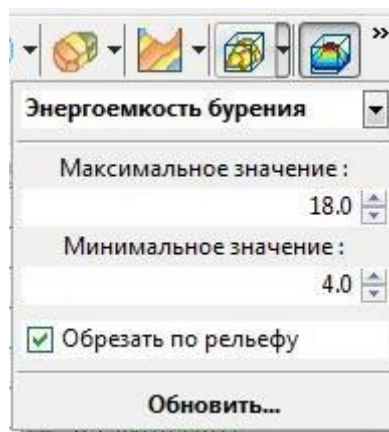 »
Энергоемкость бурения
Максимальное значение :
18.0
Минимальное значение :
4.0
Обрезать по рельефу
Обновить...